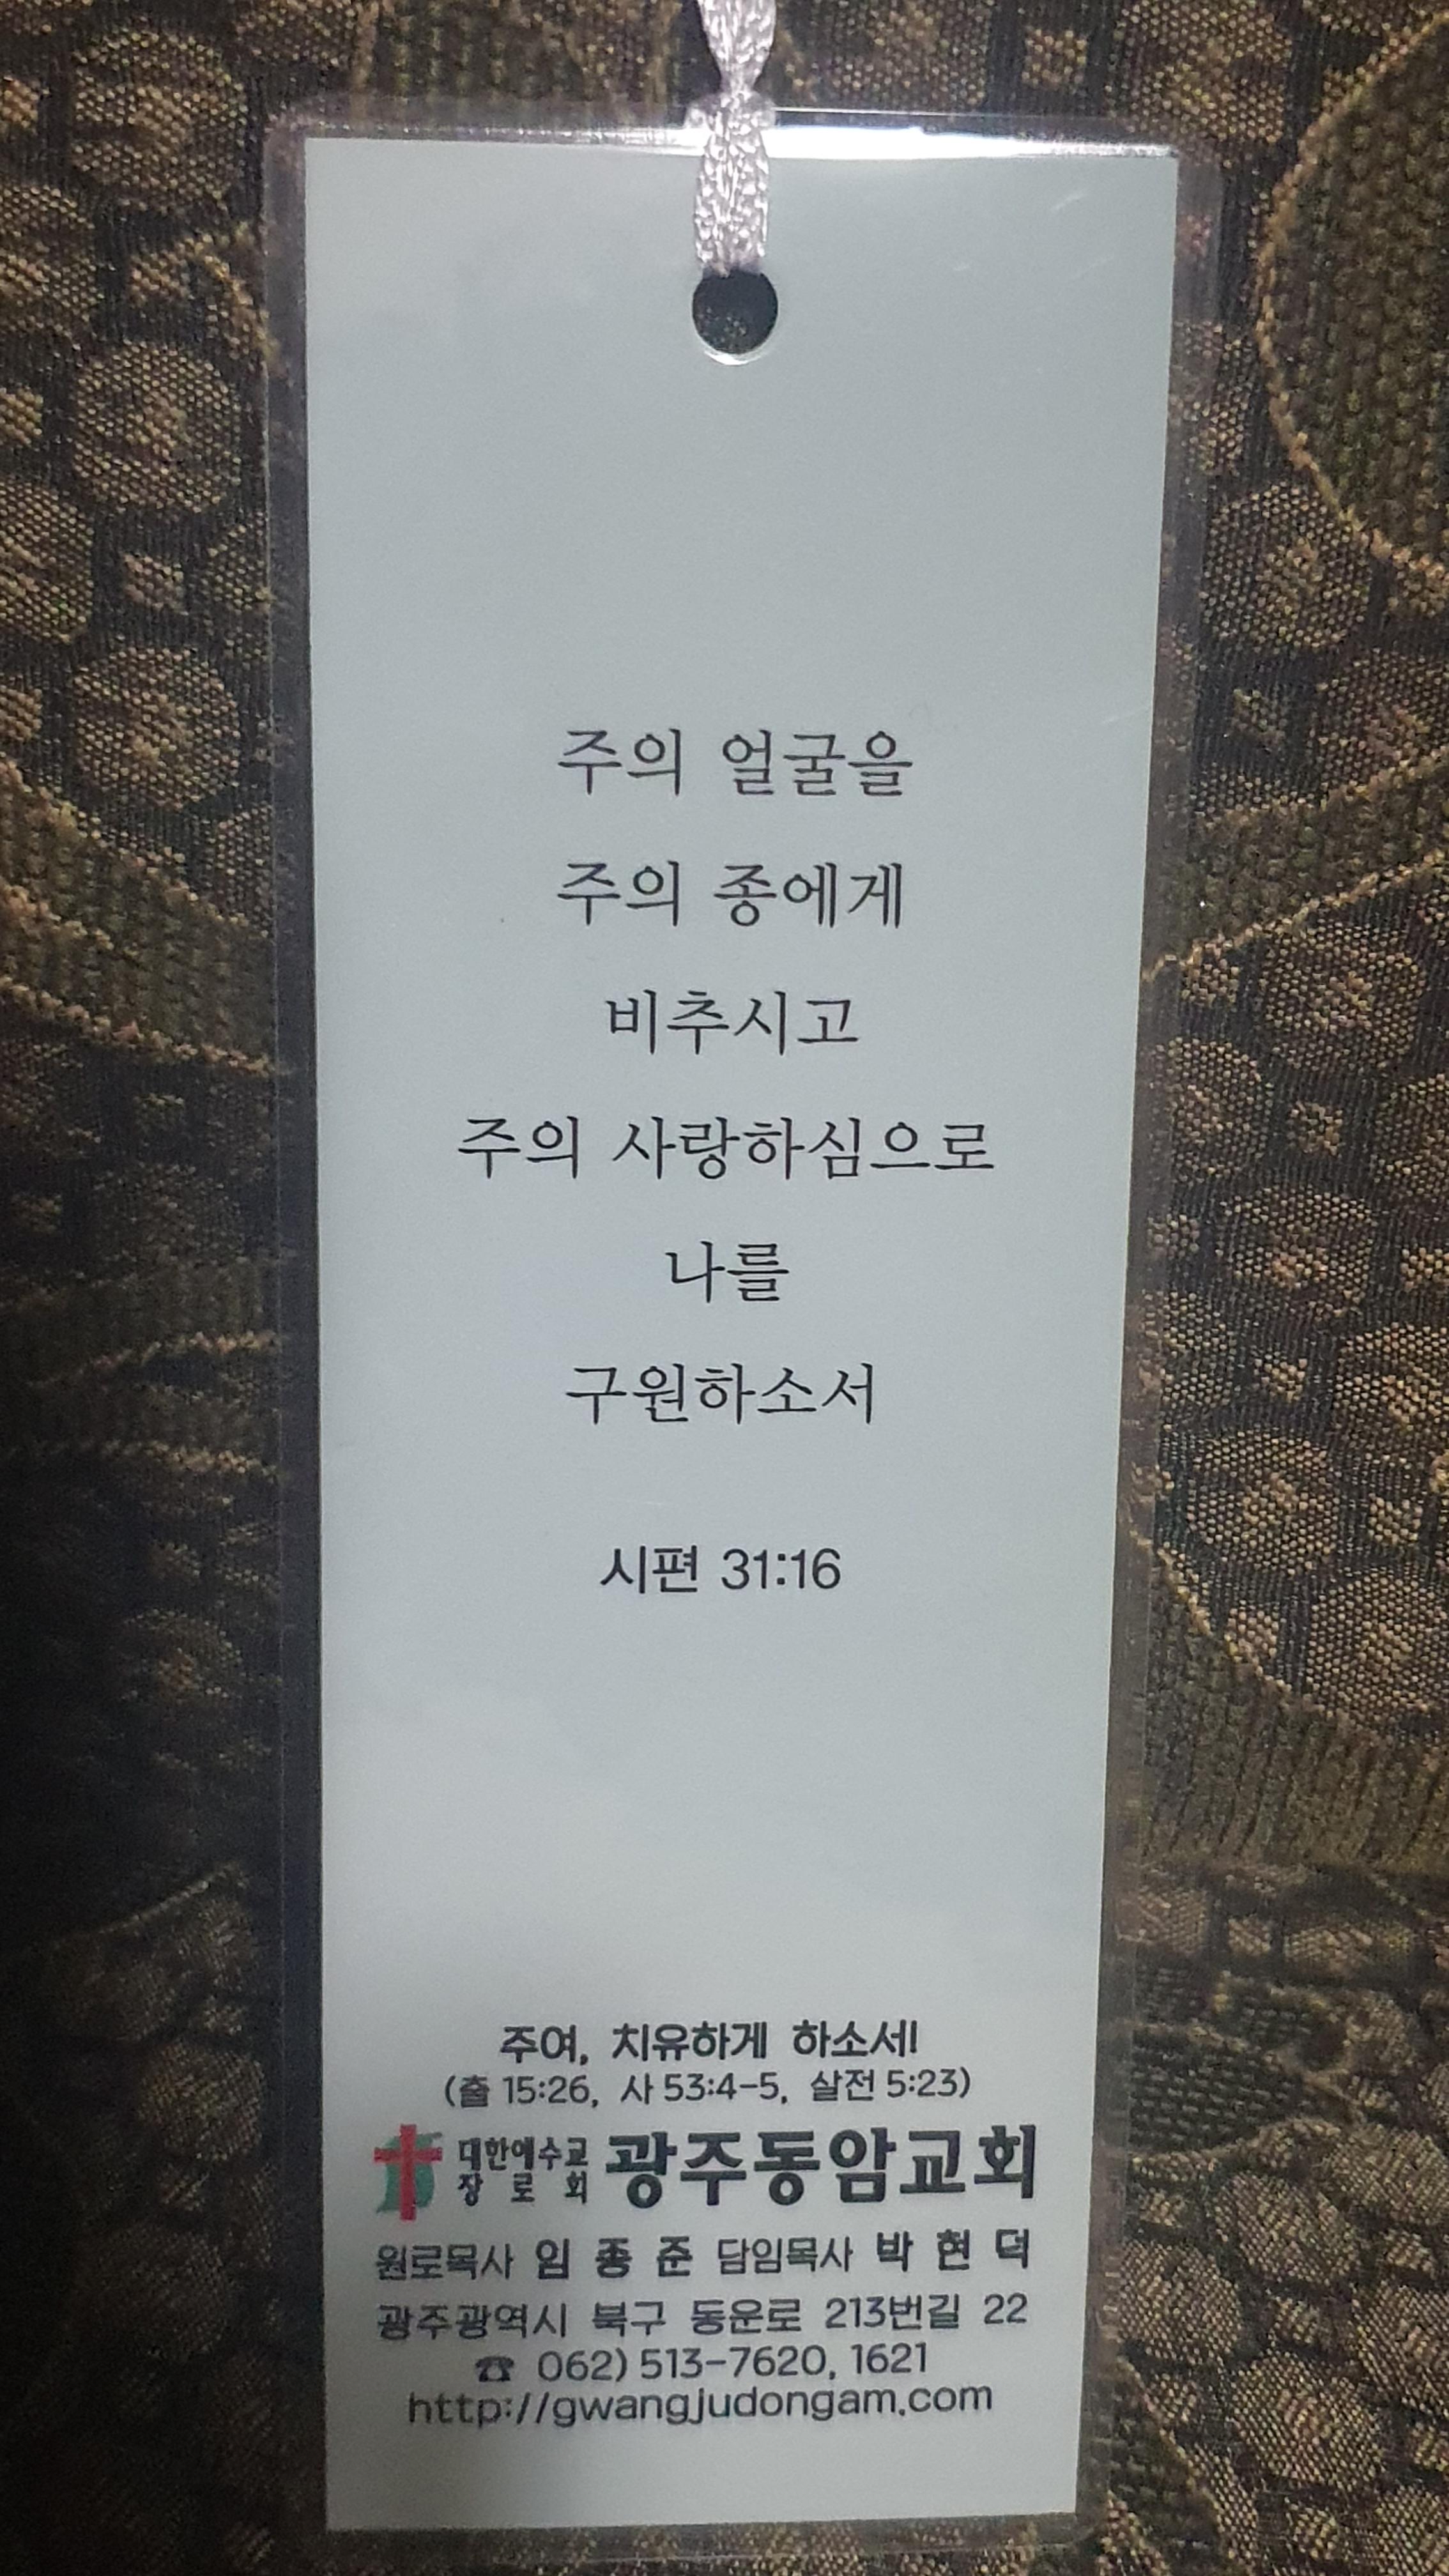 주의 얼굴을
주의 종에게
비추시고
주의 사랑하심으로
나를
구원하소서
시편 31:16
주여, 치유하게 하소서!
(출 15:26, 사 53:4-5, 살전 5:23)
대한예수교
장로회 광주동암교회
원로목사 임 종 준 담임목사 박 현 덕
광주광역시 북구 동운로 213번길 22
☎ 062) 513-7620, 1621
http://gwangjudongam.com